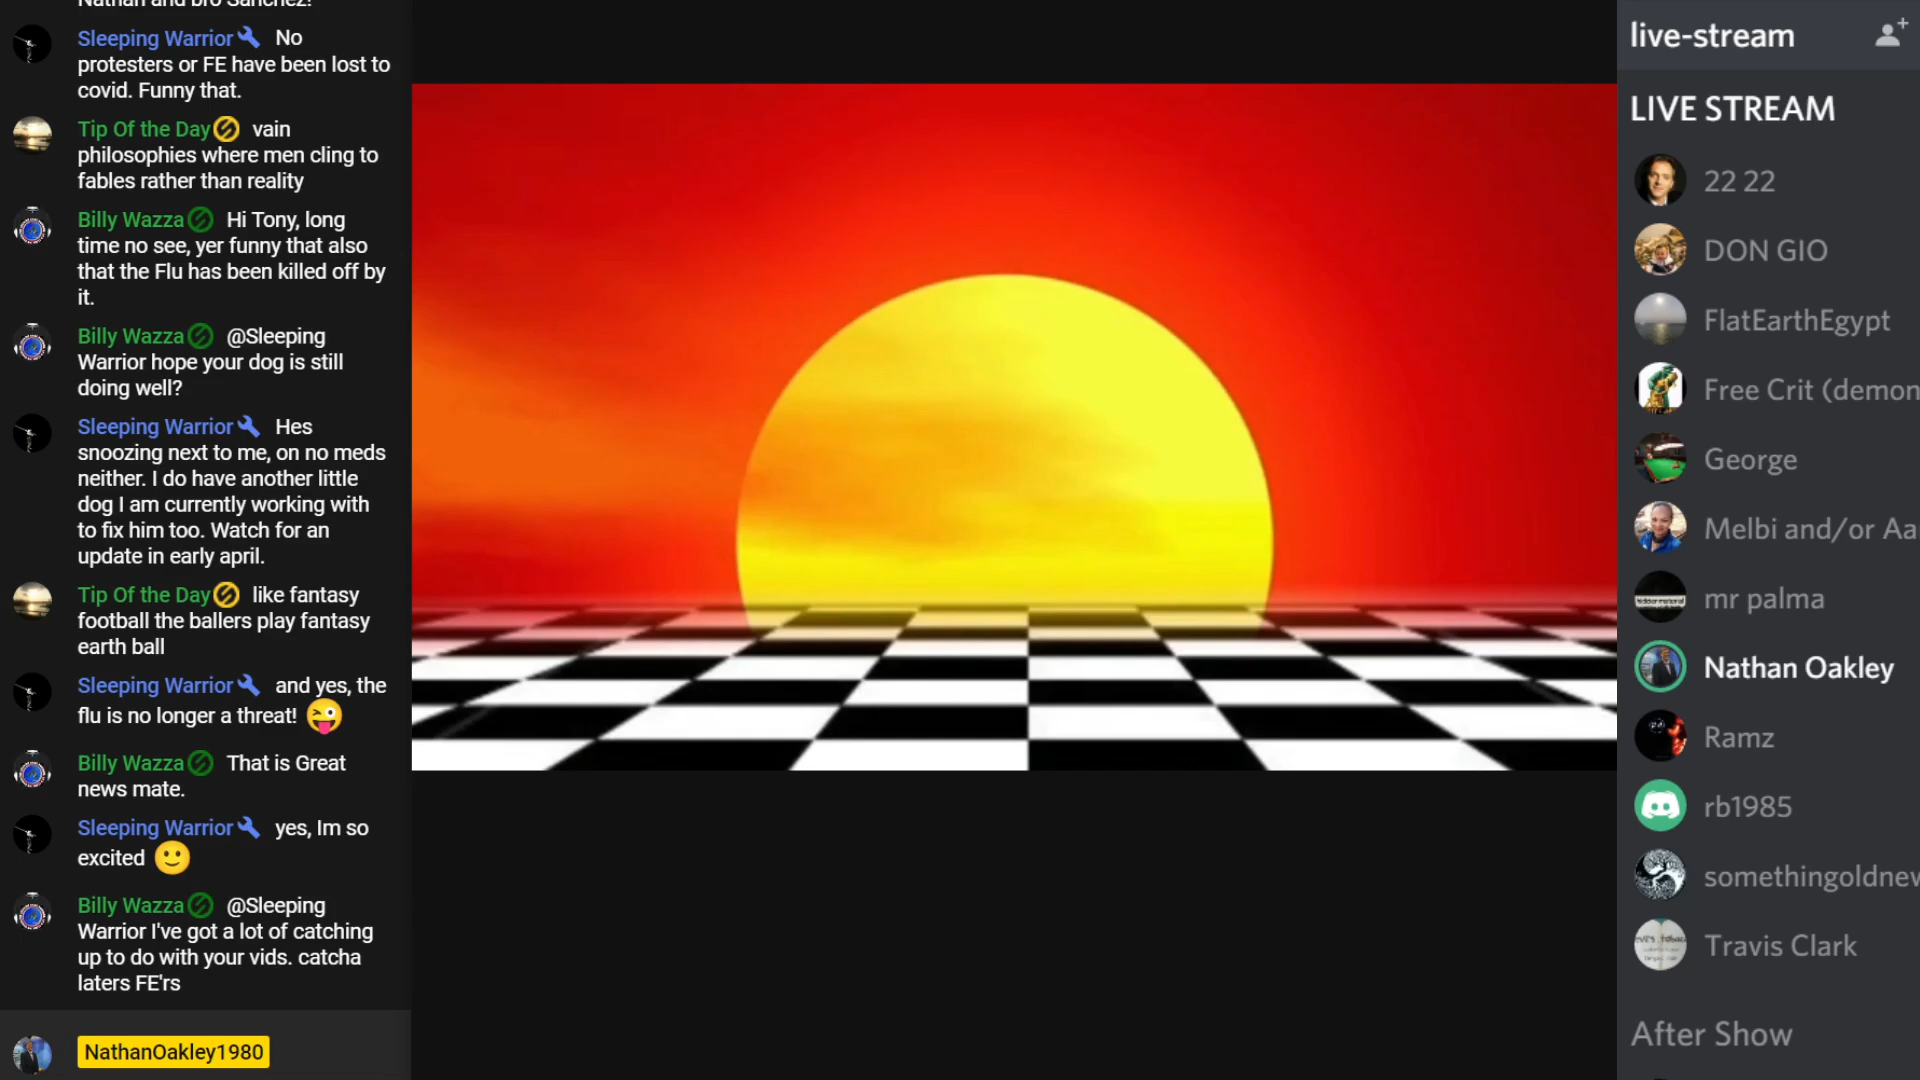 Nathan and bro Sanchez!
Sleeping Warrior No
protesters or FE have been lost to
covid. Funny that.
Tip Of the Day vain
philosophies where men cling to
fables rather than reality
Billy Wazza Hi Tony, long
time no see, yer funny that also
that the Flu has been killed off by
it.
Billy Wazza @Sleeping
Warrior hope your dog is still
doing well?
Sleeping Warrior Hes
snoozing next to me, on no meds
neither. I do have another little
dog I am currently working with
to fix him too. Watch for an
update in early april.
Tip Of the Day like fantasy
football the ballers play fantasy
earth ball
Sleeping Warrior and yes, the
flu is no longer a threat! 😜
Billy Wazza That is Great
news mate.
Sleeping Warrior yes, Im so
excited 🙂
Billy Wazza @Sleeping
Warrior I've got a lot of catching
up to do with your vids. catcha
laters FE'rs
NathanOakley1980
live-stream
LIVE STREAM
22 22
DON GIO
FlatEarthEgypt
Free Crit (demon
George
Melbi and/or Aa
mr palma
Nathan Oakley
Ramz
rb1985
somethingoldnew
Travis Clark
After Show